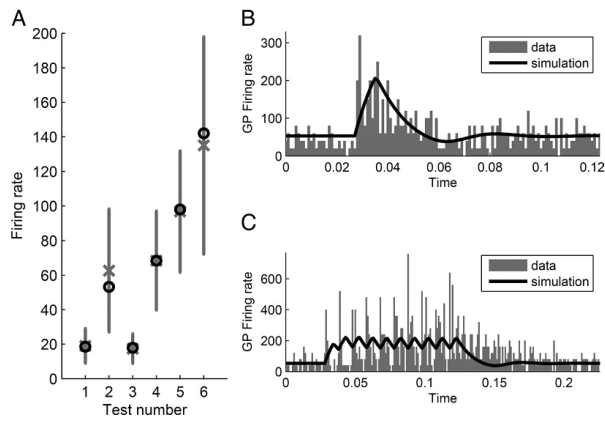 A
200
180
160
140
120
100
80
60
40
20
0
Firing rate
1 2 3 4 5 6
Test number
B
GP Firing rate
300
200
100
0
data
simulation
0 0.02 0.04 0.06 0.08 0.1 0.12
Time
C
GP Firing rate
600
400
200
0
data
simulation
0 0.05 0.1 0.15 0.2
Time